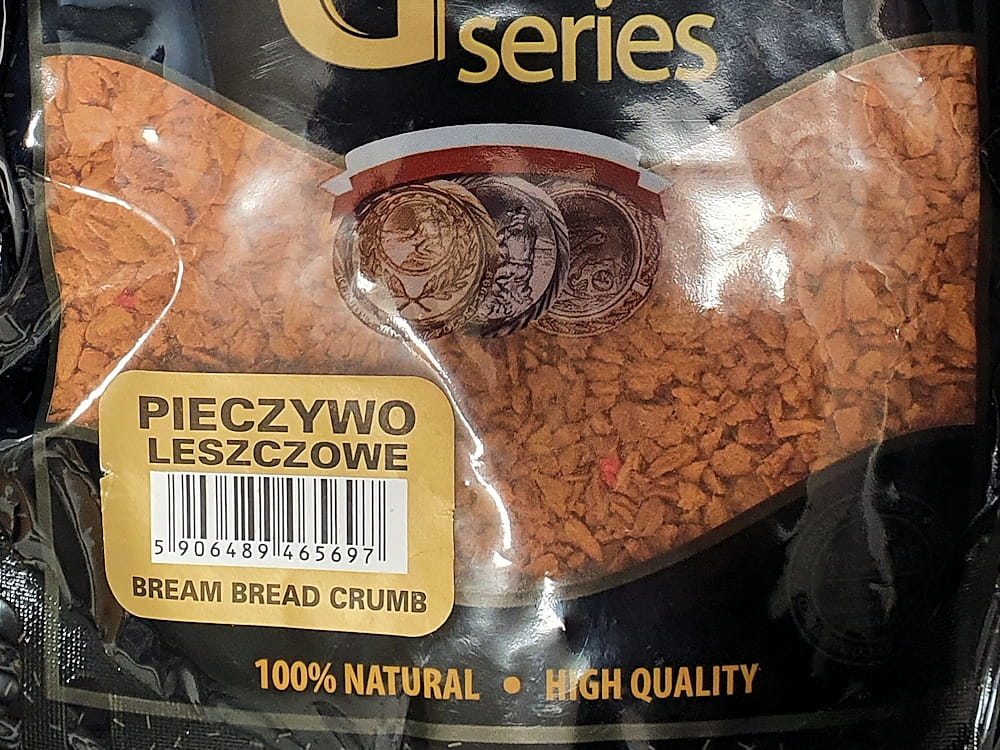 G series
PIECZYWO
LESZCZOWE
5 906489 465697
BREAM BREAD CRUMB
100% NATURAL • HIGH QUALITY